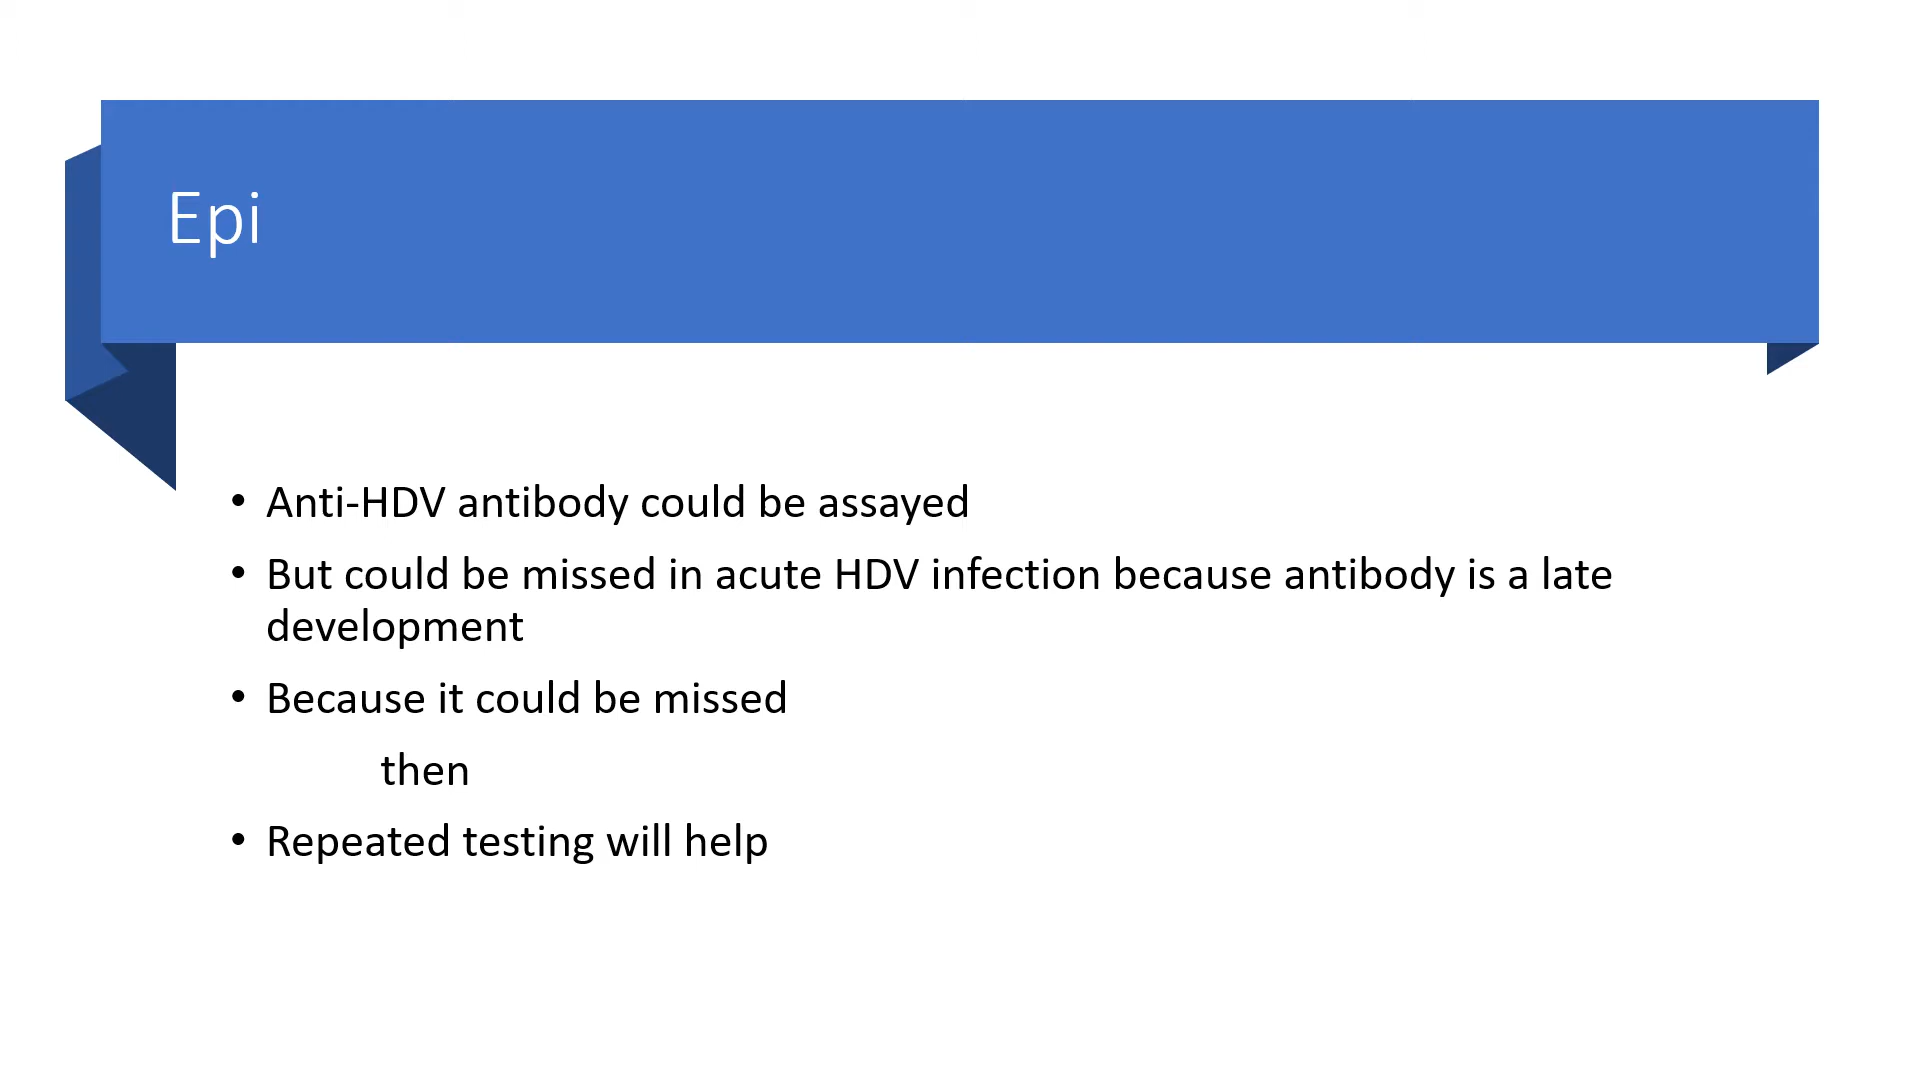 Epi
• Anti-HDV antibody could be assayed
• But could be missed in acute HDV infection because antibody is a late
development
• Because it could be missed
then
• Repeated testing will help